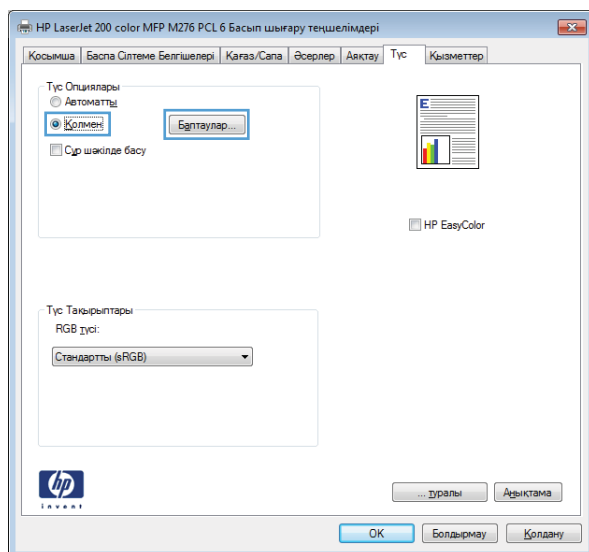 HP LaserJet 200 color MFP M276 PCL 6 Басып шығару теңшелімдері
Қосымша Баспа Сілтеме Белгішелері Қағаз/Сапа Әсерлер Аяқтау Түс Қызметтер
Түс Опциялары
Автоматты
Қолмен Баптаулар...
Сұр шәкілде басу
E
HP EasyColor
Түс Тақырыптары
RGB түсі:
Стандартты (sRGB)
hp
invent
... туралы Анықтама
OK Болдырмау Қолдану